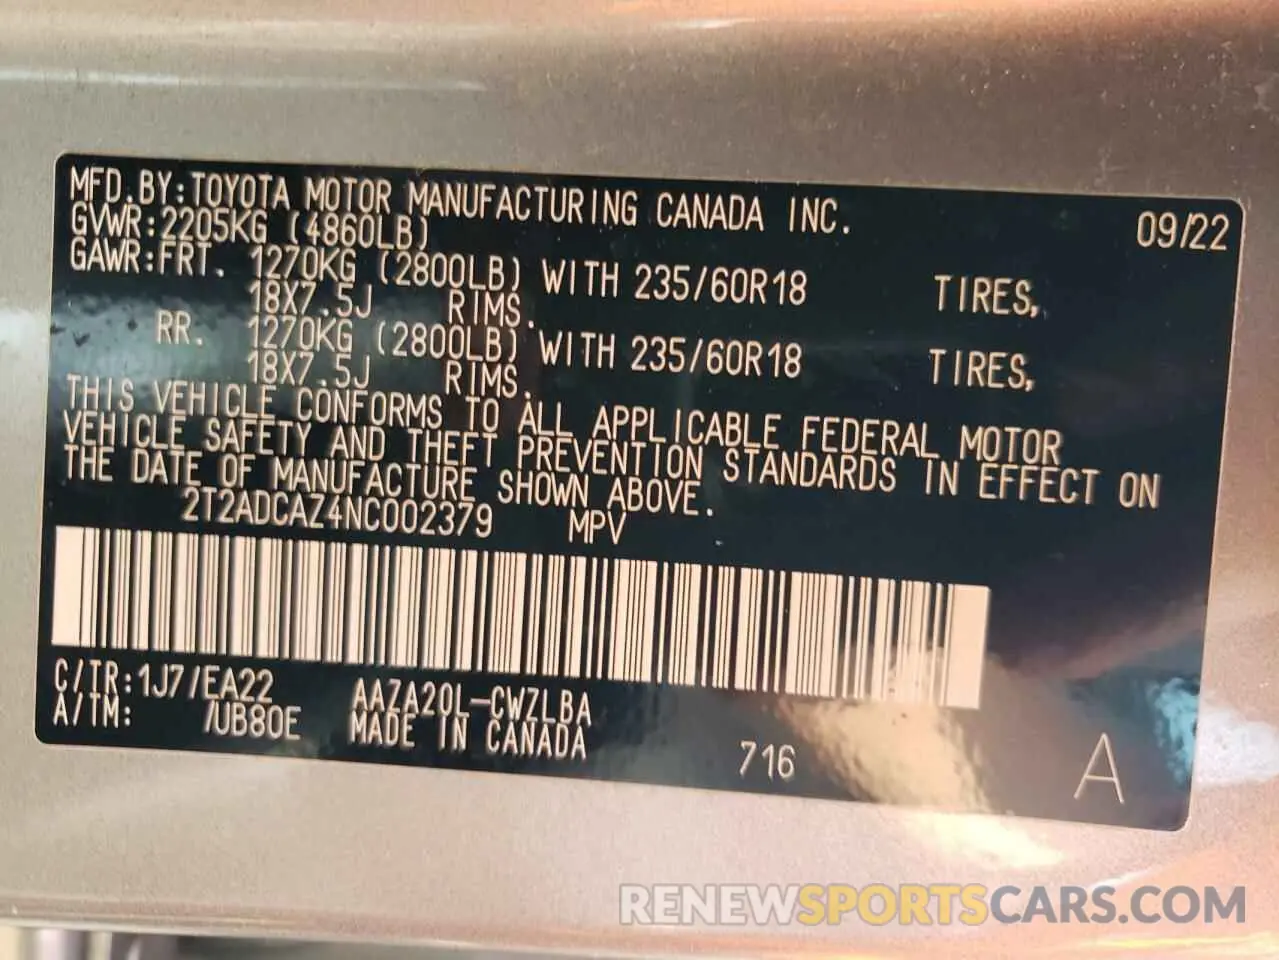 MFD.BY:TOYOTA MOTOR MANUFACTURING CANADA INC. 09/22
GVWR:2205KG (4860LB)
GAWR:FRT. 1270KG (2800LB) WITH 235/60R18 TIRES,
18X7.5J RIMS.
RR. 1270KG (2800LB) WITH 235/60R18 TIRES,
18X7.5J RIMS.
THIS VEHICLE CONFORMS TO ALL APPLICABLE FEDERAL MOTOR
VEHICLE SAFETY AND THEFT PREVENTION STANDARDS IN EFFECT ON
THE DATE OF MANUFACTURE SHOWN ABOVE.
2T2ADCAZ4NC002379 MPV
C/TR:1J7/EA22 AAZA20L-CWZLBA
A/TM: /UB80E MADE IN CANADA
716 A
RENEWSPORTSCARS.COM